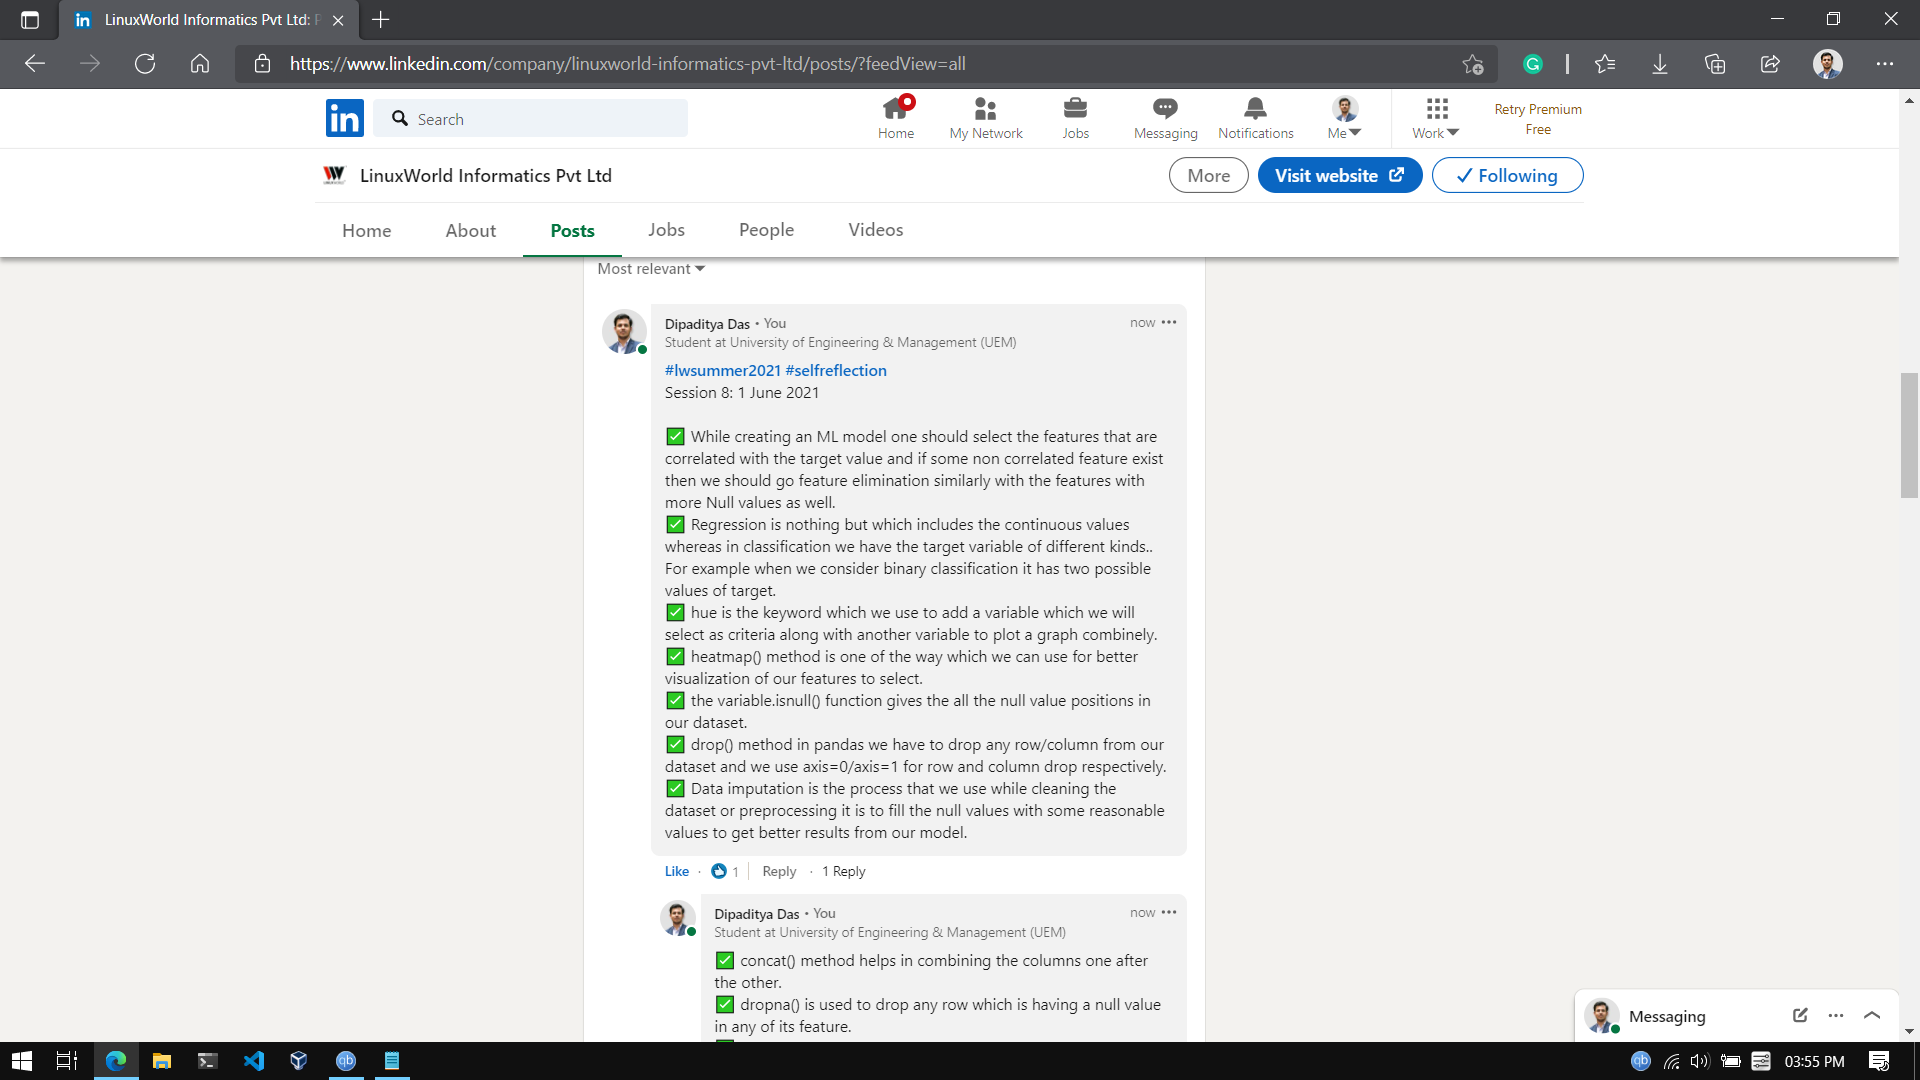 LinuxWorld Informatics Pvt Ltd: P
https://www.linkedin.com/company/linuxworld-informatics-pvt-ltd/posts/?feedView=all
in
Search
Home
My Network
Jobs
Messaging
Notifications
Me
Work
Retry Premium
Free
LinuxWorld Informatics Pvt Ltd
More
Visit website
Following
Home
About
Posts
Jobs
People
Videos
Most relevant
Dipaditya Das • You
now
Student at University of Engineering & Management (UEM)
#lwsummer2021 #selfreflection
Session 8: 1 June 2021
✅ While creating an ML model one should select the features that are
correlated with the target value and if some non correlated feature exist
then we should go feature elimination similarly with the features with
more Null values as well.
✅ Regression is nothing but which includes the continuous values
whereas in classification we have the target variable of different kinds..
For example when we consider binary classification it has two possible
values of target.
✅ hue is the keyword which we use to add a variable which we will
select as criteria along with another variable to plot a graph combinely.
✅ heatmap() method is one of the way which we can use for better
visualization of our features to select.
✅ the variable.isnull() function gives the all the null value positions in
our dataset.
✅ drop() method in pandas we have to drop any row/column from our
dataset and we use axis=0/axis=1 for row and column drop respectively.
✅ Data imputation is the process that we use while cleaning the
dataset or preprocessing it is to fill the null values with some reasonable
values to get better results from our model.
Like · 1 | Reply · 1 Reply
Dipaditya Das • You
now
Student at University of Engineering & Management (UEM)
✅ concat() method helps in combining the columns one after
the other.
✅ dropna() is used to drop any row which is having a null value
in any of its feature.
Messaging
03:55 PM